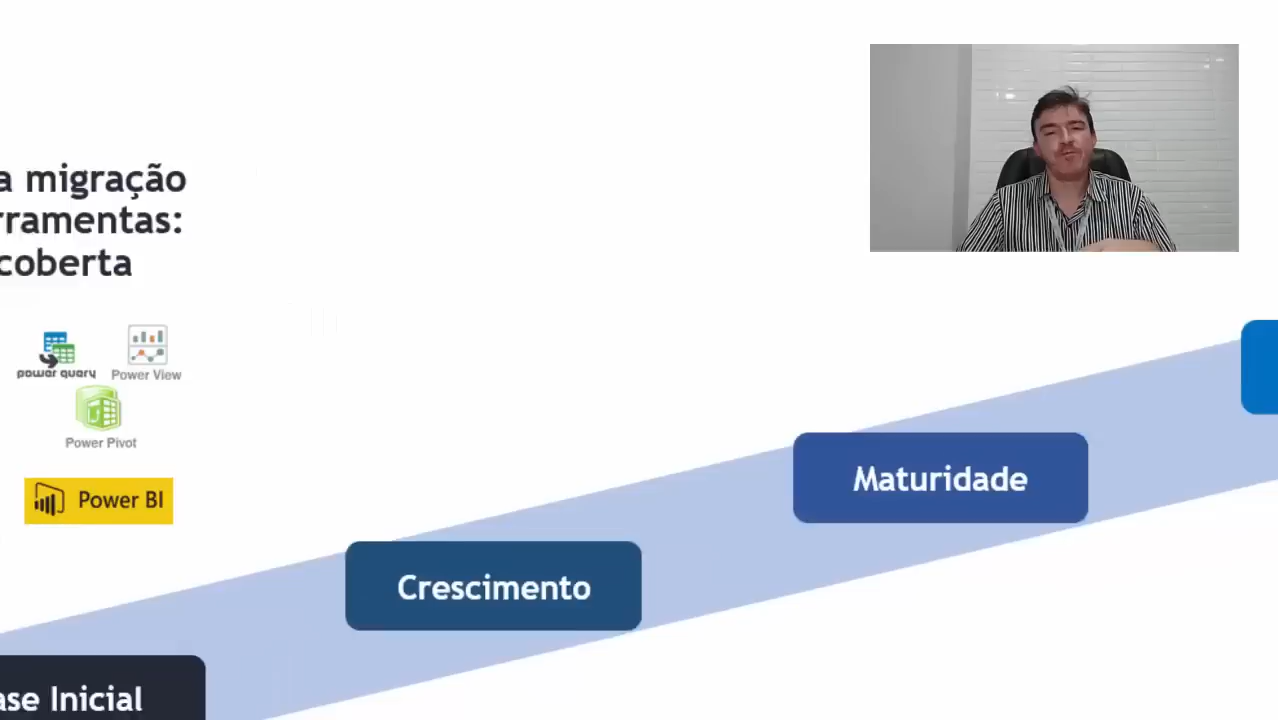 a migração
rramentas:
coberta
power query
Power View
Power Pivot
Power BI
Maturidade
Crescimento
ase Inicial